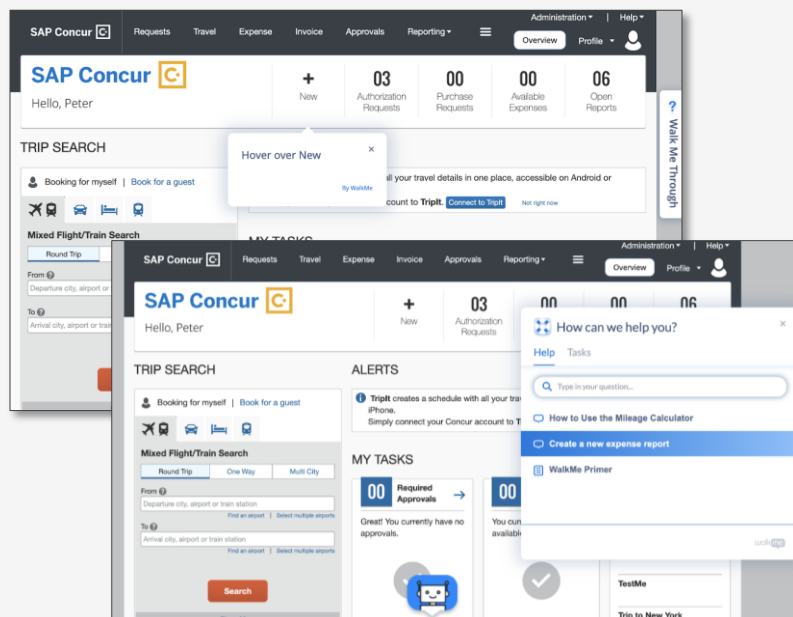 Administration | Help
SAP Concur C Requests Travel Expense Invoice Approvals Reporting Overview Profile
SAP Concur C
Hello, Peter
+ 03 00 00 06
New Authorization Requests Purchase Requests Available Expenses Open Reports
? Walk Me Through
Hover over New ×
By WalkMe
TRIP SEARCH
Booking for myself | Book for a guest
all your travel details in one place, accessible on Android or
count to TripIt. Connect to TripIt Not right now
Mixed Flight/Train Search
Round Trip
From ?
Departure city, airport or
To ?
Arrival city, airport or train
MY TASKS
Administration | Help
SAP Concur C Requests Travel Expense Invoice Approvals Reporting Overview Profile
SAP Concur C
Hello, Peter
+ 03 00 00 06
New Authorization Requests
TRIP SEARCH
Booking for myself | Book for a guest
Mixed Flight/Train Search
Round Trip One Way Multi City
From ?
Departure city, airport or train station
Find an airport | Select multiple airports
To ?
Arrival city, airport or train station
Find an airport | Select multiple airports
Search
ALERTS
TripIt creates a schedule with all your tra
iPhone.
Simply connect your Concur account to T
MY TASKS
00 Required Approvals →
Great! You currently have no
approvals.
00
You cur
availabl
How can we help you? ×
Help Tasks
Type in your question...
How to Use the Mileage Calculator
Create a new expense report
WalkMe Primer
walkme
TestMe
Trip to New York